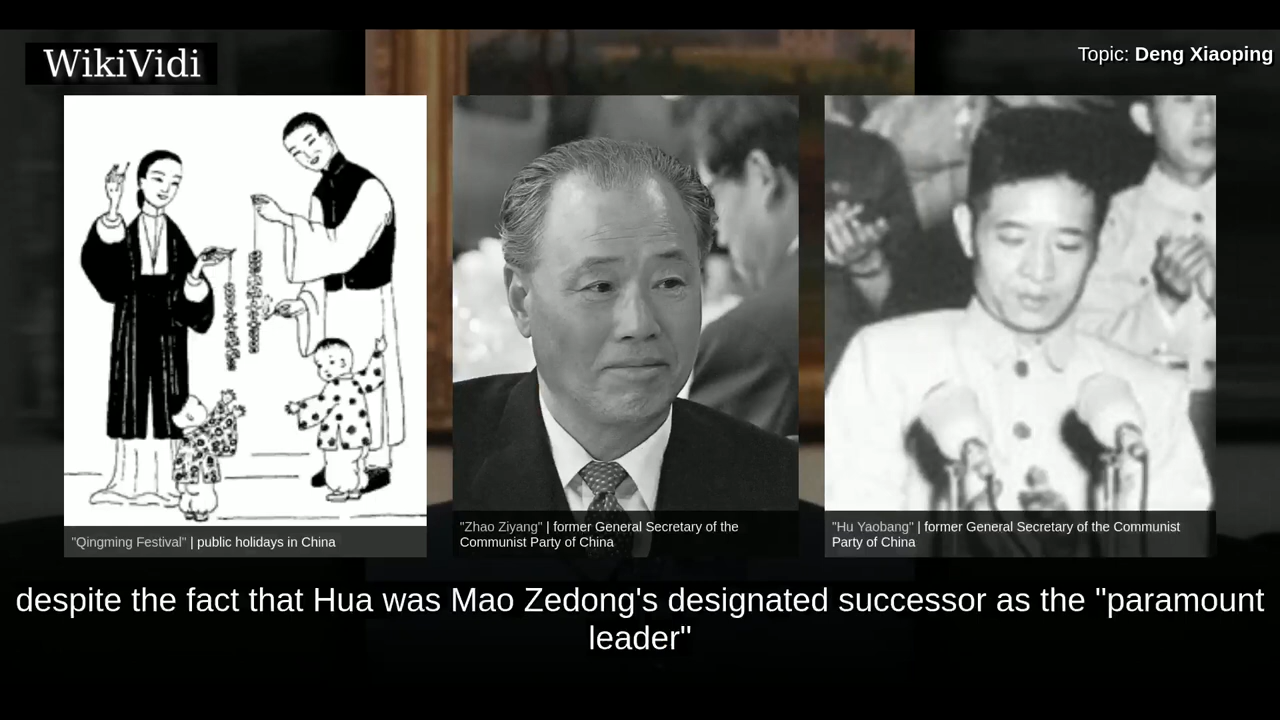 WikiVidi
Topic: Deng Xiaoping
"Qingming Festival" | public holidays in China
"Zhao Ziyang" | former General Secretary of the
Communist Party of China
"Hu Yaobang" | former General Secretary of the Communist
Party of China
despite the fact that Hua was Mao Zedong's designated successor as the "paramount
leader"